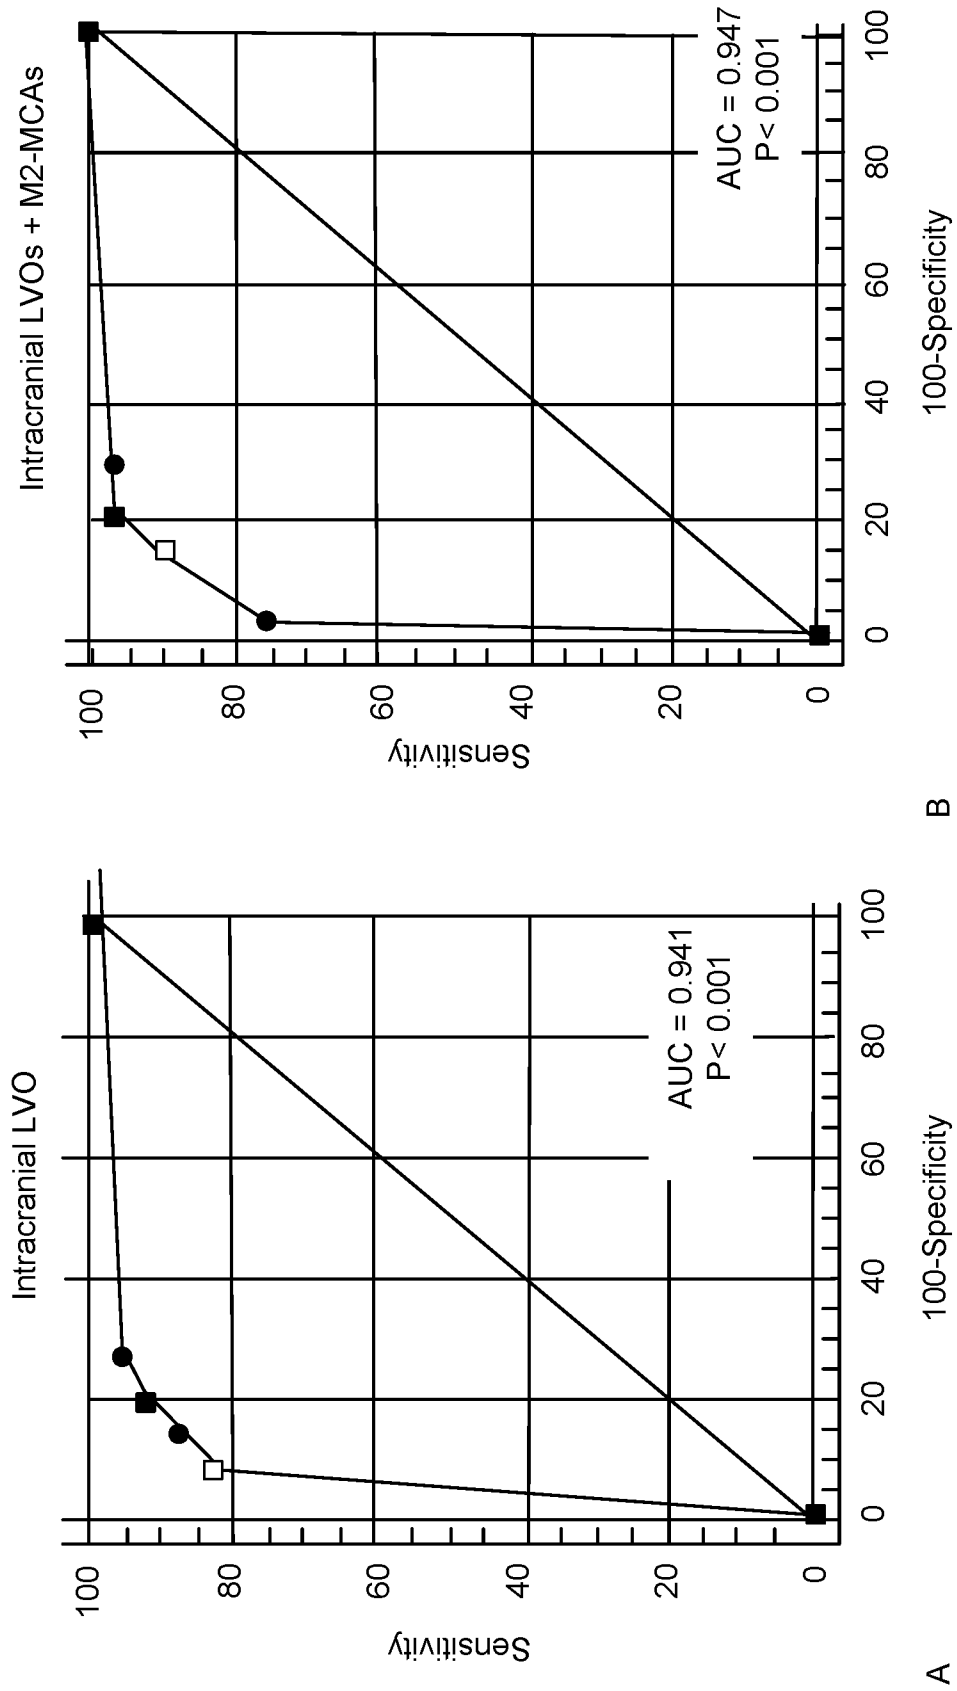 Intracranial LVO
100
80
60
40
20
0
Sensitivity
AUC = 0.941
P< 0.001
0
20
40
60
80
100
100-Specificity
A
Intracranial LVOs + M2-MCAs
100
80
60
40
20
0
Sensitivity
AUC = 0.947
P< 0.001
0
20
40
60
80
100
100-Specificity
B